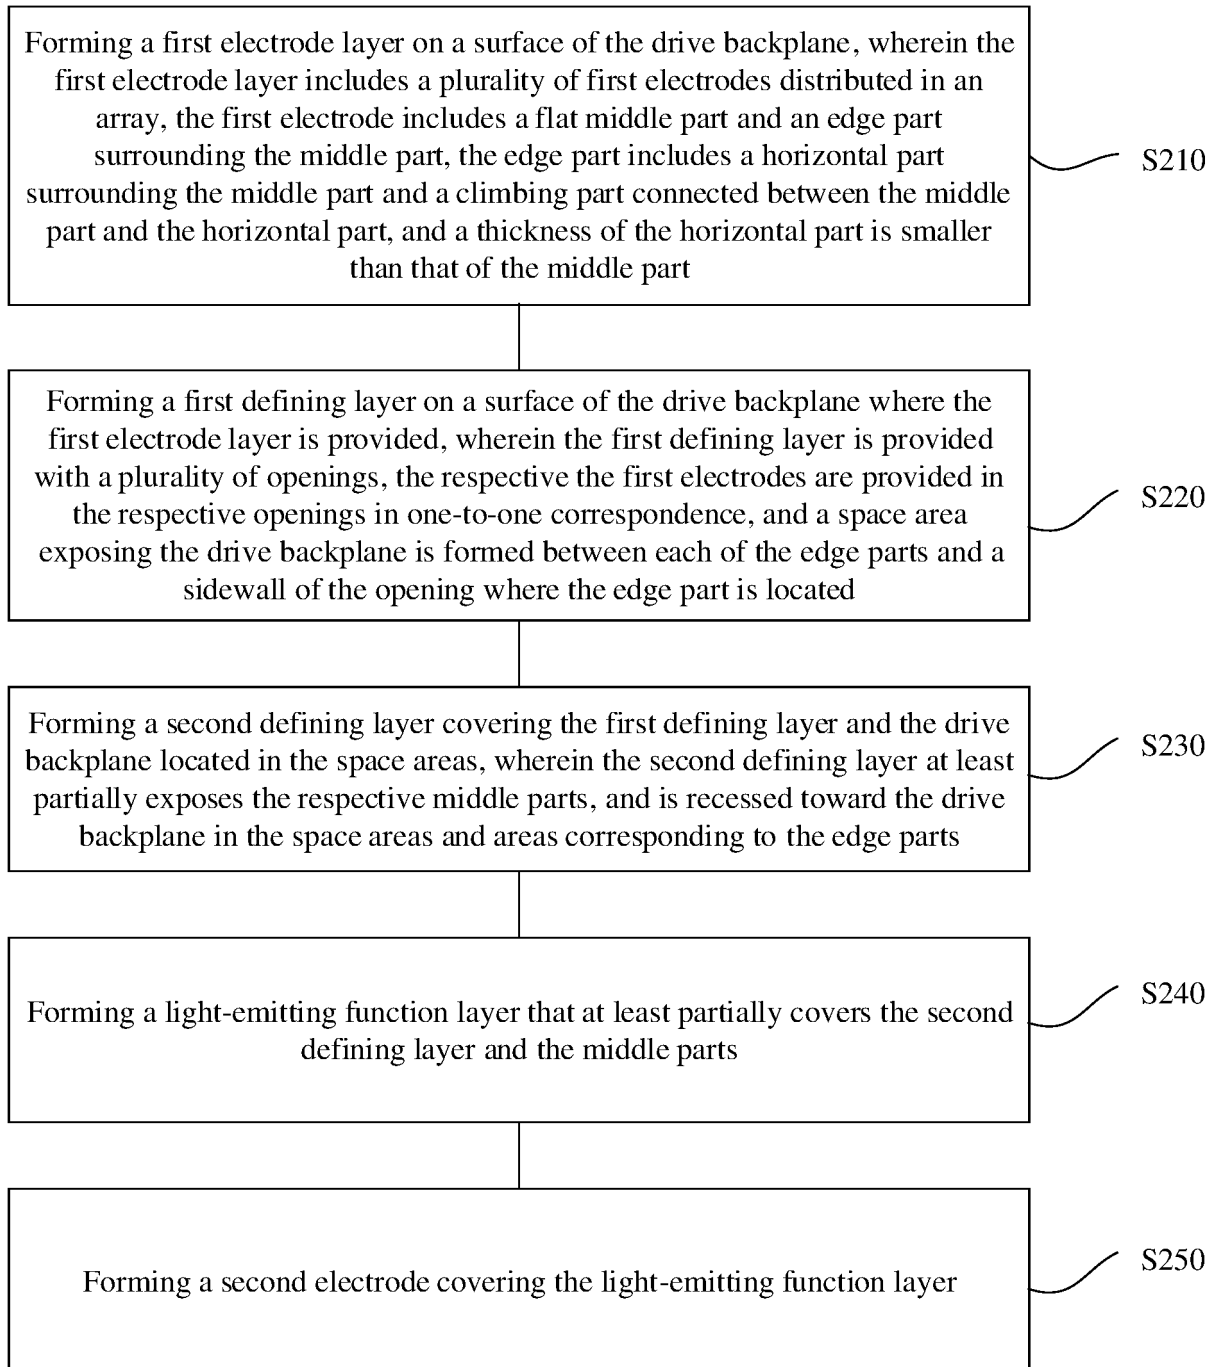 Forming a first electrode layer on a surface of the drive backplane, wherein the
first electrode layer includes a plurality of first electrodes distributed in an
array, the first electrode includes a flat middle part and an edge part
surrounding the middle part, the edge part includes a horizontal part
surrounding the middle part and a climbing part connected between the middle
part and the horizontal part, and a thickness of the horizontal part is smaller
than that of the middle part
S210
Forming a first defining layer on a surface of the drive backplane where the
first electrode layer is provided, wherein the first defining layer is provided
with a plurality of openings, the respective the first electrodes are provided in
the respective openings in one-to-one correspondence, and a space area
exposing the drive backplane is formed between each of the edge parts and a
sidewall of the opening where the edge part is located
S220
Forming a second defining layer covering the first defining layer and the drive
backplane located in the space areas, wherein the second defining layer at least
partially exposes the respective middle parts, and is recessed toward the drive
backplane in the space areas and areas corresponding to the edge parts
S230
Forming a light-emitting function layer that at least partially covers the second
defining layer and the middle parts
S240
Forming a second electrode covering the light-emitting function layer
S250